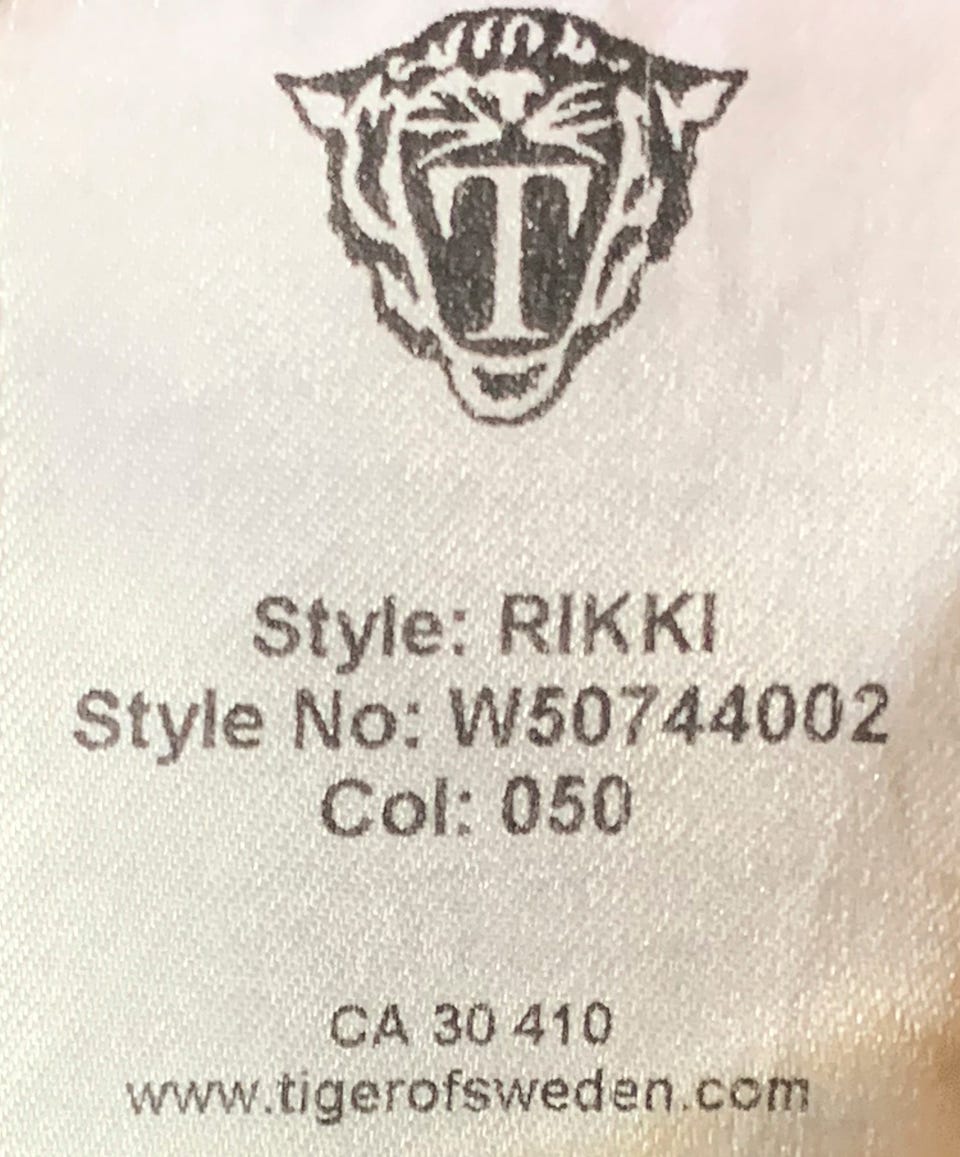 T
Style: RIKKI
Style No: W50744002
Col: 050
CA 30 410
www.tigerofsweden.com